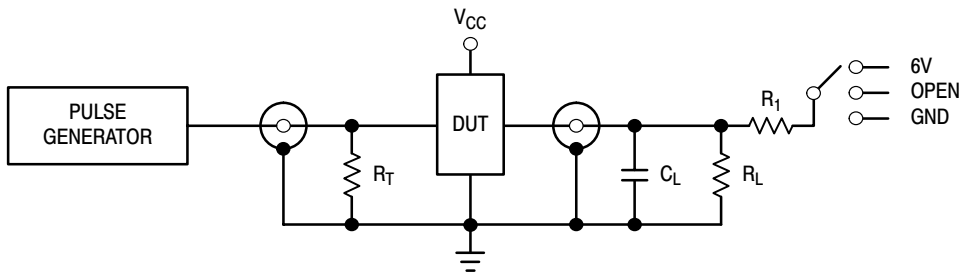 V_CC
PULSE
GENERATOR
R_T
DUT
C_L
R_L
R_1
6V
OPEN
GND